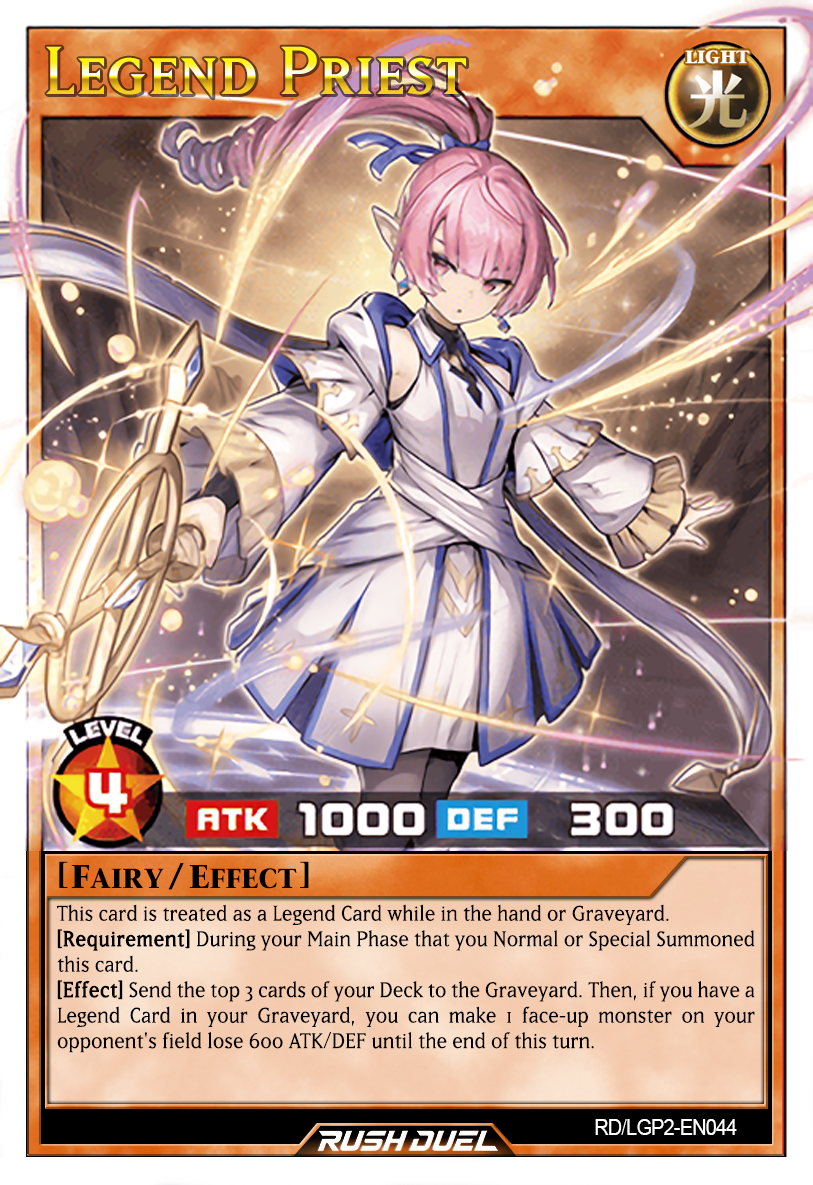 LEGEND PRIEST
LIGHT
光
LEVEL
4
ATK 1000 DEF 300
[FAIRY / EFFECT]
This card is treated as a Legend Card while in the hand or Graveyard.
[Requirement] During your Main Phase that you Normal or Special Summoned
this card.
[Effect] Send the top 3 cards of your Deck to the Graveyard. Then, if you have a
Legend Card in your Graveyard, you can make 1 face-up monster on your
opponent's field lose 600 ATK/DEF until the end of this turn.
RD/LGP2-EN044
RUSH DUEL